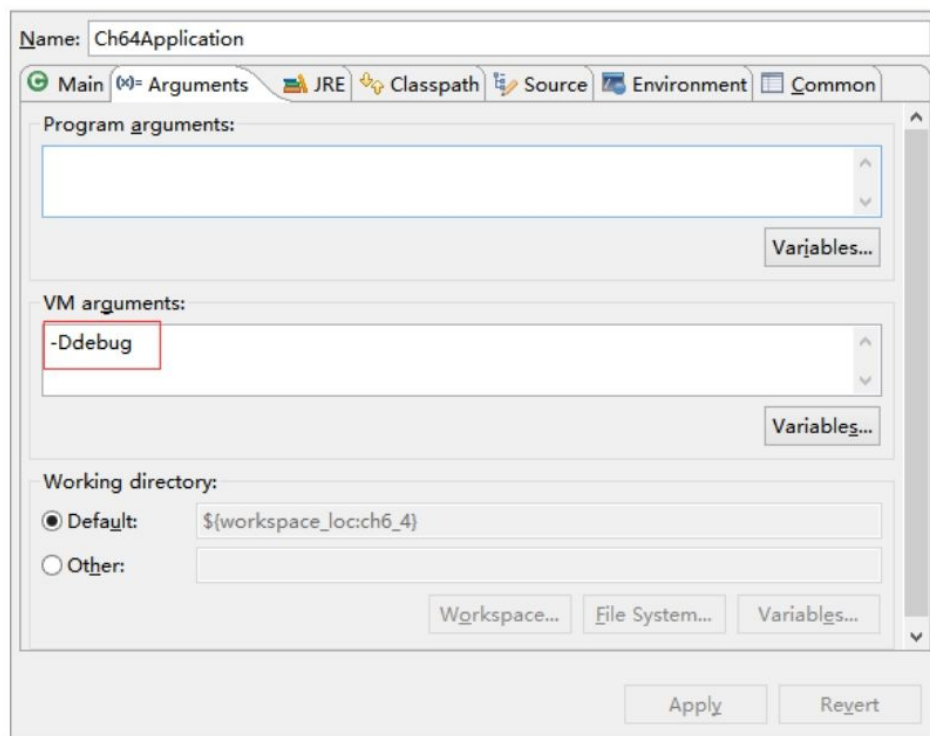 Name: Ch64Application
Main (x)= Arguments JRE Classpath Source Environment Common
Program arguments:
Variables...
VM arguments:
-Ddebug
Variables...
Working directory:
Default: ${workspace_loc:ch6_4}
Other:
Workspace... File System... Variables...
Apply Revert